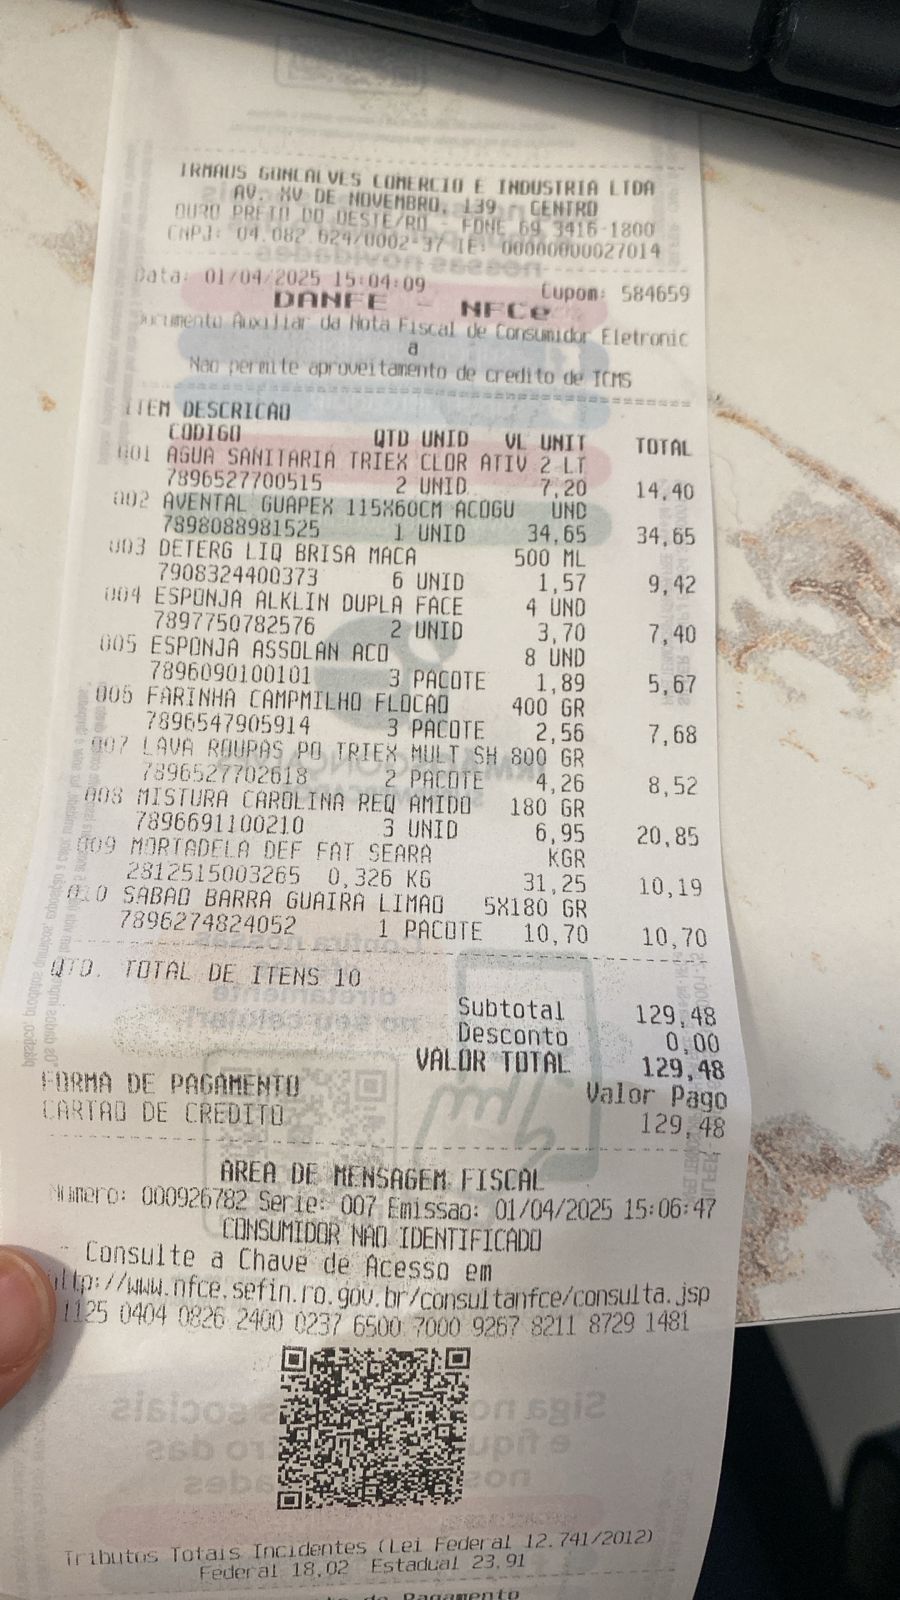 IRMAUS GONCALVES COMERCIO E INDUSTRIA LTDA
AV. XV DE NOVEMBRO, 139 - CENTRO
OURO PRETO DO OESTE/RO - FONE 69 3416-1800
CNPJ: 04.082.624/0002-37 IE: 00000000027014
Data: 01/04/2025 15:04:09 Cupom: 584659
DANFE - NFCe
Documento Auxiliar da Nota Fiscal de Consumidor Eletronic
a
Nao permite aproveitamento de credito de ICMS
ITEM DESCRICAO
CODIGO QTD UNID VL UNIT TOTAL
001 AGUA SANITARIA TRIEX CLOR ATIV 2 LT
7896527700515 2 UNID 7,20 14,40
002 AVENTAL GUAPEX 115X60CM ACOGU UND
7898088981525 1 UNID 34,65 34,65
003 DETERG LIQ BRISA MACA 500 ML
7908324400373 6 UNID 1,57 9,42
004 ESPONJA ALKLIN DUPLA FACE 4 UND
7897750782576 2 UNID 3,70 7,40
005 ESPONJA ASSOLAN ACO 8 UND
7896090100101 3 PACOTE 1,89 5,67
006 FARINHA CAMPMILHO FLOCAO 400 GR
7896547905914 3 PACOTE 2,56 7,68
007 LAVA ROUPAS PO TRIEX MULT SH 800 GR
7896527702618 2 PACOTE 4,26 8,52
008 MISTURA CAROLINA REQ AMIDO 180 GR
7896691100210 3 UNID 6,95 20,85
009 MORTADELA DEF FAT SEARA KGR
2812515003265 0,326 KG 31,25 10,19
010 SABAO BARRA GUAIRA LIMAO 5X180 GR
7896274824052 1 PACOTE 10,70 10,70
QTD. TOTAL DE ITENS 10
Subtotal 129,48
Desconto 0,00
VALOR TOTAL 129,48
FORMA DE PAGAMENTO Valor Pago
CARTAO DE CREDITO 129,48
AREA DE MENSAGEM FISCAL
Numero: 000926782 Serie: 007 Emissao: 01/04/2025 15:06:47
CONSUMIDOR NAO IDENTIFICADO
- Consulte a Chave de Acesso em
http://www.nfce.sefin.ro.gov.br/consultanfce/consulta.jsp
1125 0404 0826 2400 0237 6500 7000 9267 8211 8729 1481
Tributos Totais Incidentes (Lei Federal 12.741/2012)
Federal 18,02 Estadual 23,91
de Pagamento